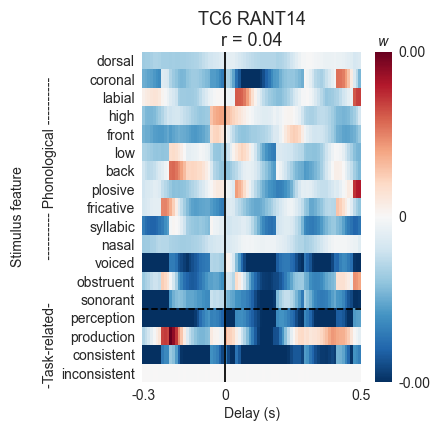 TC6 RANT14
r = 0.04
w
dorsal
coronal
labial
high
front
low
back
plosive
fricative
syllabic
nasal
voiced
obstruent
sonorant
perception
production
consistent
inconsistent
Stimulus feature
-Task-related- ----------- Phonological ----------
-0.3
0
0.5
Delay (s)
0.00
0
-0.00